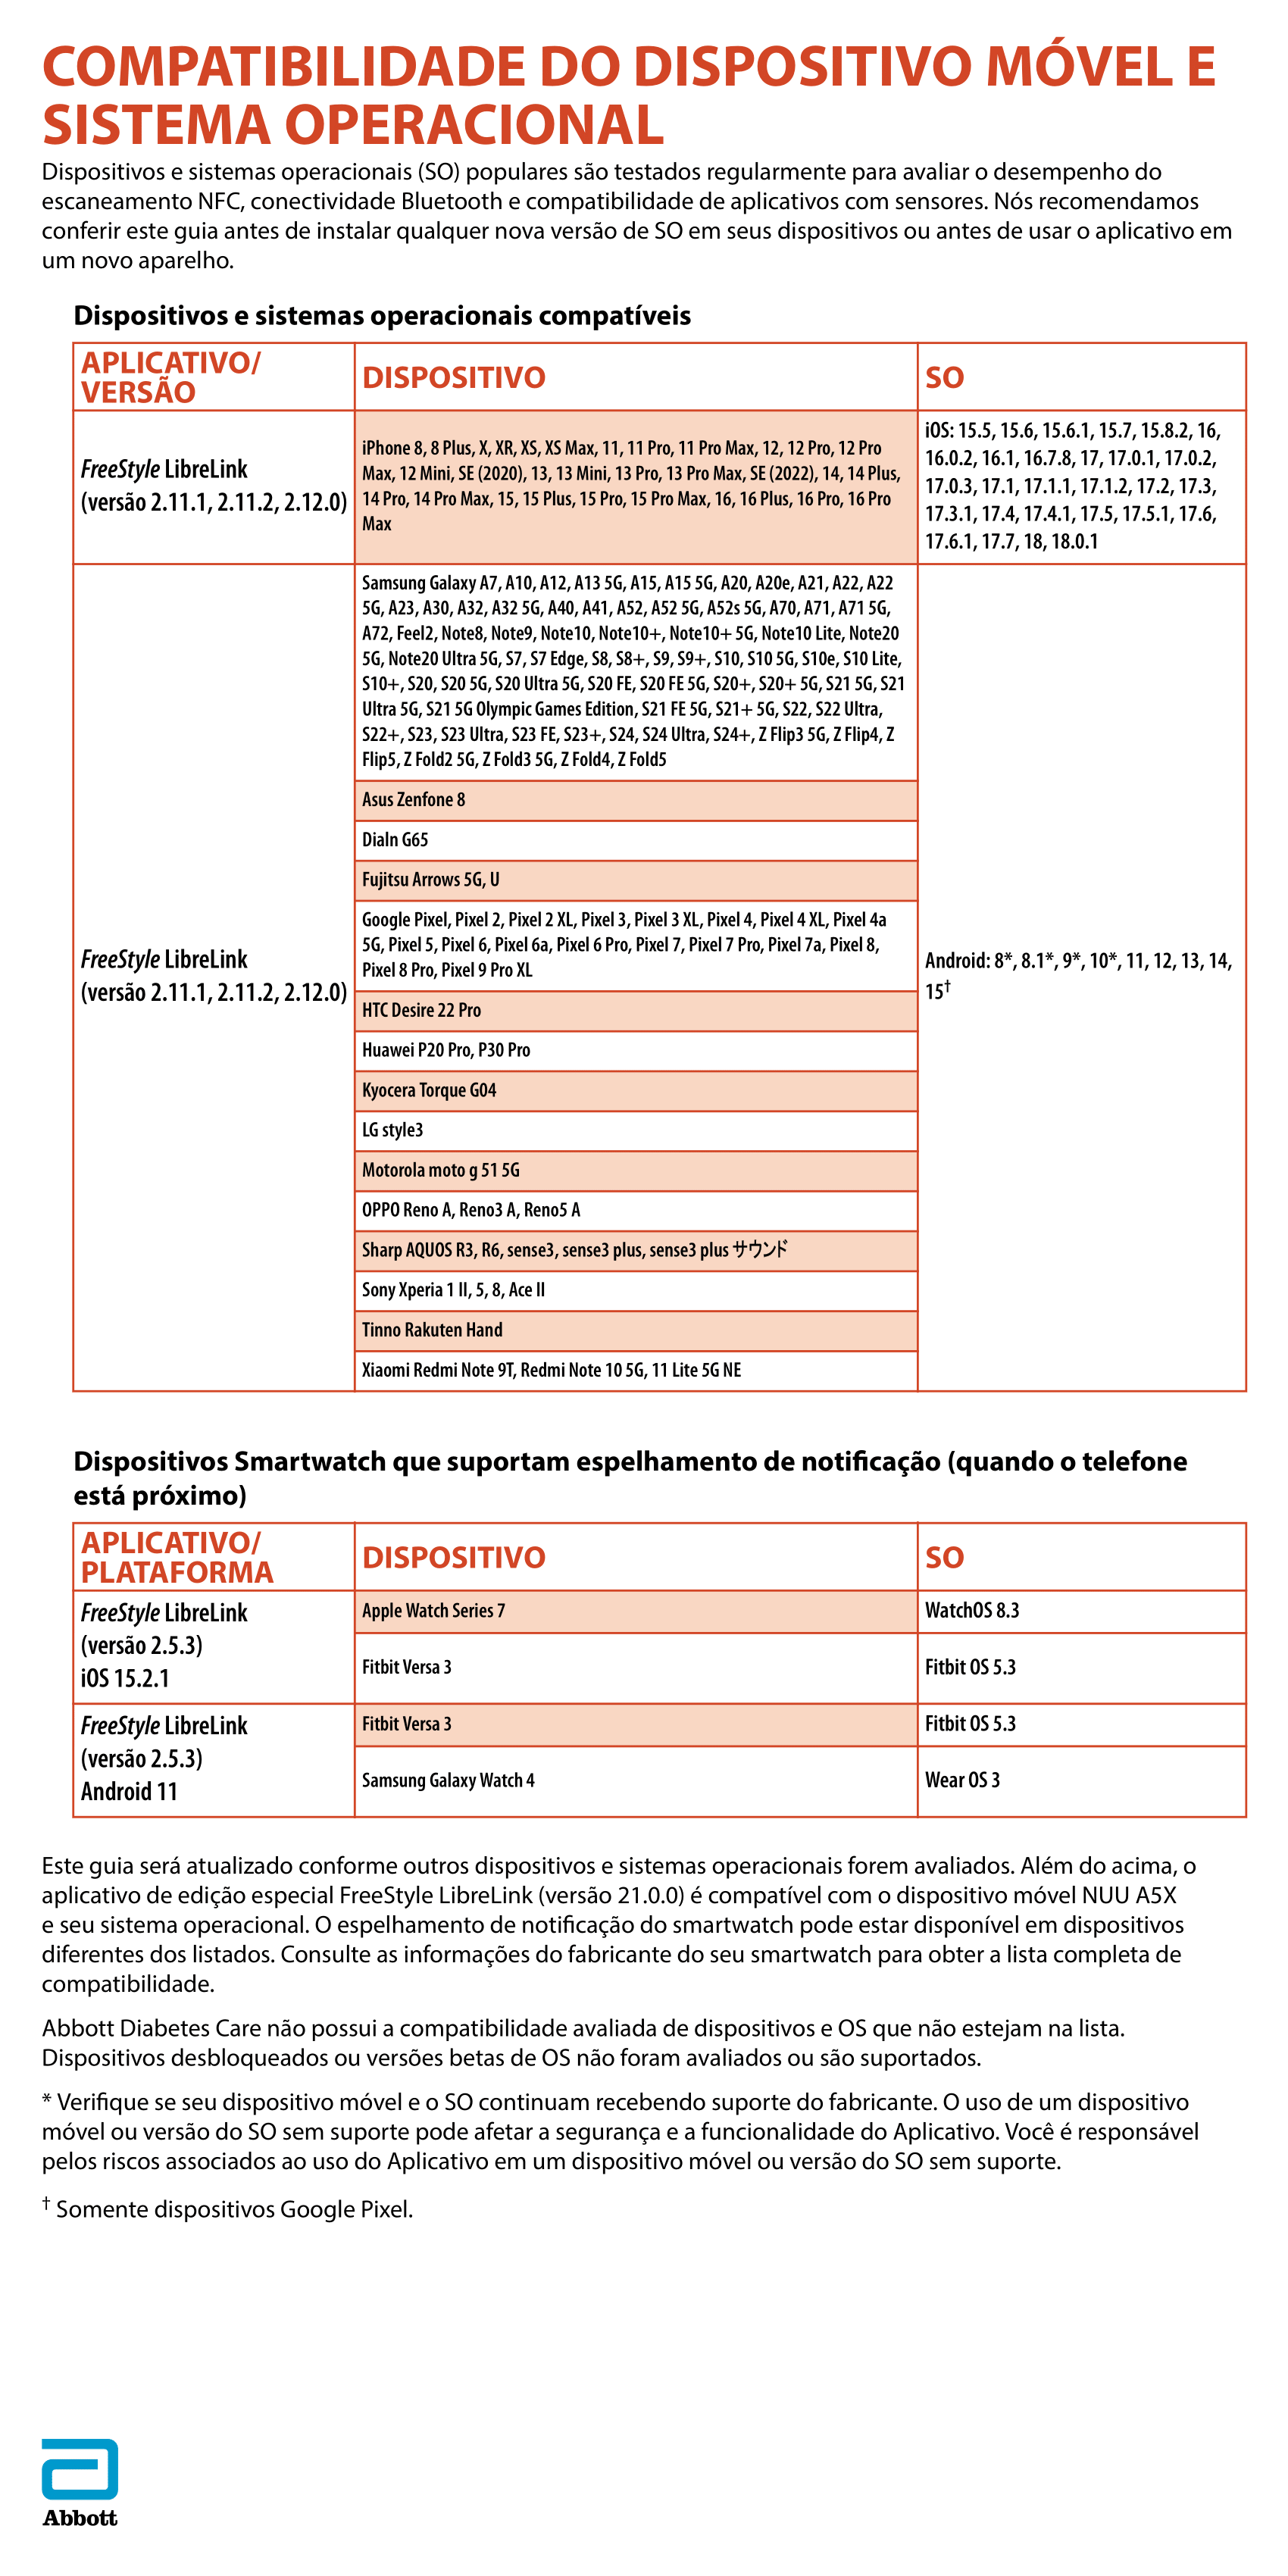 COMPATIBILIDADE DO DISPOSITIVO MÓVEL E
SISTEMA OPERACIONAL
Dispositivos e sistemas operacionais (SO) populares são testados regularmente para avaliar o desempenho do
escaneamento NFC, conectividade Bluetooth e compatibilidade de aplicativos com sensores. Nós recomendamos
conferir este guia antes de instalar qualquer nova versão de SO em seus dispositivos ou antes de usar o aplicativo em
um novo aparelho.
Dispositivos e sistemas operacionais compatíveis
APLICATIVO/
VERSÃO
DISPOSITIVO
SO
FreeStyle LibreLink
(versão 2.11.1, 2.11.2, 2.12.0)
iPhone 8, 8 Plus, X, XR, XS, XS Max, 11, 11 Pro, 11 Pro Max, 12, 12 Pro, 12 Pro
Max, 12 Mini, SE (2020), 13, 13 Mini, 13 Pro, 13 Pro Max, SE (2022), 14, 14 Plus,
14 Pro, 14 Pro Max, 15, 15 Plus, 15 Pro, 15 Pro Max, 16, 16 Plus, 16 Pro, 16 Pro
Max
iOS: 15.5, 15.6, 15.6.1, 15.7, 15.8.2, 16,
16.0.2, 16.1, 16.7.8, 17, 17.0.1, 17.0.2,
17.0.3, 17.1, 17.1.1, 17.1.2, 17.2, 17.3,
17.3.1, 17.4, 17.4.1, 17.5, 17.5.1, 17.6,
17.6.1, 17.7, 18, 18.0.1
FreeStyle LibreLink
(versão 2.11.1, 2.11.2, 2.12.0)
Samsung Galaxy A7, A10, A12, A13 5G, A15, A15 5G, A20, A20e, A21, A22, A22
5G, A23, A30, A32, A32 5G, A40, A41, A52, A52 5G, A52s 5G, A70, A71, A71 5G,
A72, Feel2, Note8, Note9, Note10, Note10+, Note10+ 5G, Note10 Lite, Note20
5G, Note20 Ultra 5G, S7, S7 Edge, S8, S8+, S9, S9+, S10, S10 5G, S10e, S10 Lite,
S10+, S20, S20 5G, S20 Ultra 5G, S20 FE, S20 FE 5G, S20+, S20+ 5G, S21 5G, S21
Ultra 5G, S21 5G Olympic Games Edition, S21 FE 5G, S21+ 5G, S22, S22 Ultra,
S22+, S23, S23 Ultra, S23 FE, S23+, S24, S24 Ultra, S24+, Z Flip3 5G, Z Flip4, Z
Flip5, Z Fold2 5G, Z Fold3 5G, Z Fold4, Z Fold5
Asus Zenfone 8
Dialn G65
Fujitsu Arrows 5G, U
Google Pixel, Pixel 2, Pixel 2 XL, Pixel 3, Pixel 3 XL, Pixel 4, Pixel 4 XL, Pixel 4a
5G, Pixel 5, Pixel 6, Pixel 6a, Pixel 6 Pro, Pixel 7, Pixel 7 Pro, Pixel 7a, Pixel 8,
Pixel 8 Pro, Pixel 9 Pro XL
HTC Desire 22 Pro
Huawei P20 Pro, P30 Pro
Kyocera Torque G04
LG style3
Motorola moto g 51 5G
OPPO Reno A, Reno3 A, Reno5 A
Sharp AQUOS R3, R6, sense3, sense3 plus, sense3 plus サウンド
Sony Xperia 1 II, 5, 8, Ace II
Tinno Rakuten Hand
Xiaomi Redmi Note 9T, Redmi Note 10 5G, 11 Lite 5G NE
Android: 8*, 8.1*, 9*, 10*, 11, 12, 13, 14,
15†
Dispositivos Smartwatch que suportam espelhamento de notificação (quando o telefone
está próximo)
APLICATIVO/
PLATAFORMA
DISPOSITIVO
SO
FreeStyle LibreLink
(versão 2.5.3)
iOS 15.2.1
Apple Watch Series 7
WatchOS 8.3
Fitbit Versa 3
Fitbit OS 5.3
FreeStyle LibreLink
(versão 2.5.3)
Android 11
Fitbit Versa 3
Fitbit OS 5.3
Samsung Galaxy Watch 4
Wear OS 3
Este guia será atualizado conforme outros dispositivos e sistemas operacionais forem avaliados. Além do acima, o
aplicativo de edição especial FreeStyle LibreLink (versão 21.0.0) é compatível com o dispositivo móvel NUU A5X
e seu sistema operacional. O espelhamento de notificação do smartwatch pode estar disponível em dispositivos
diferentes dos listados. Consulte as informações do fabricante do seu smartwatch para obter a lista completa de
compatibilidade.
Abbott Diabetes Care não possui a compatibilidade avaliada de dispositivos e OS que não estejam na lista.
Dispositivos desbloqueados ou versões betas de OS não foram avaliados ou são suportados.
* Verifique se seu dispositivo móvel e o SO continuam recebendo suporte do fabricante. O uso de um dispositivo
móvel ou versão do SO sem suporte pode afetar a segurança e a funcionalidade do Aplicativo. Você é responsável
pelos riscos associados ao uso do Aplicativo em um dispositivo móvel ou versão do SO sem suporte.
† Somente dispositivos Google Pixel.
Abbott